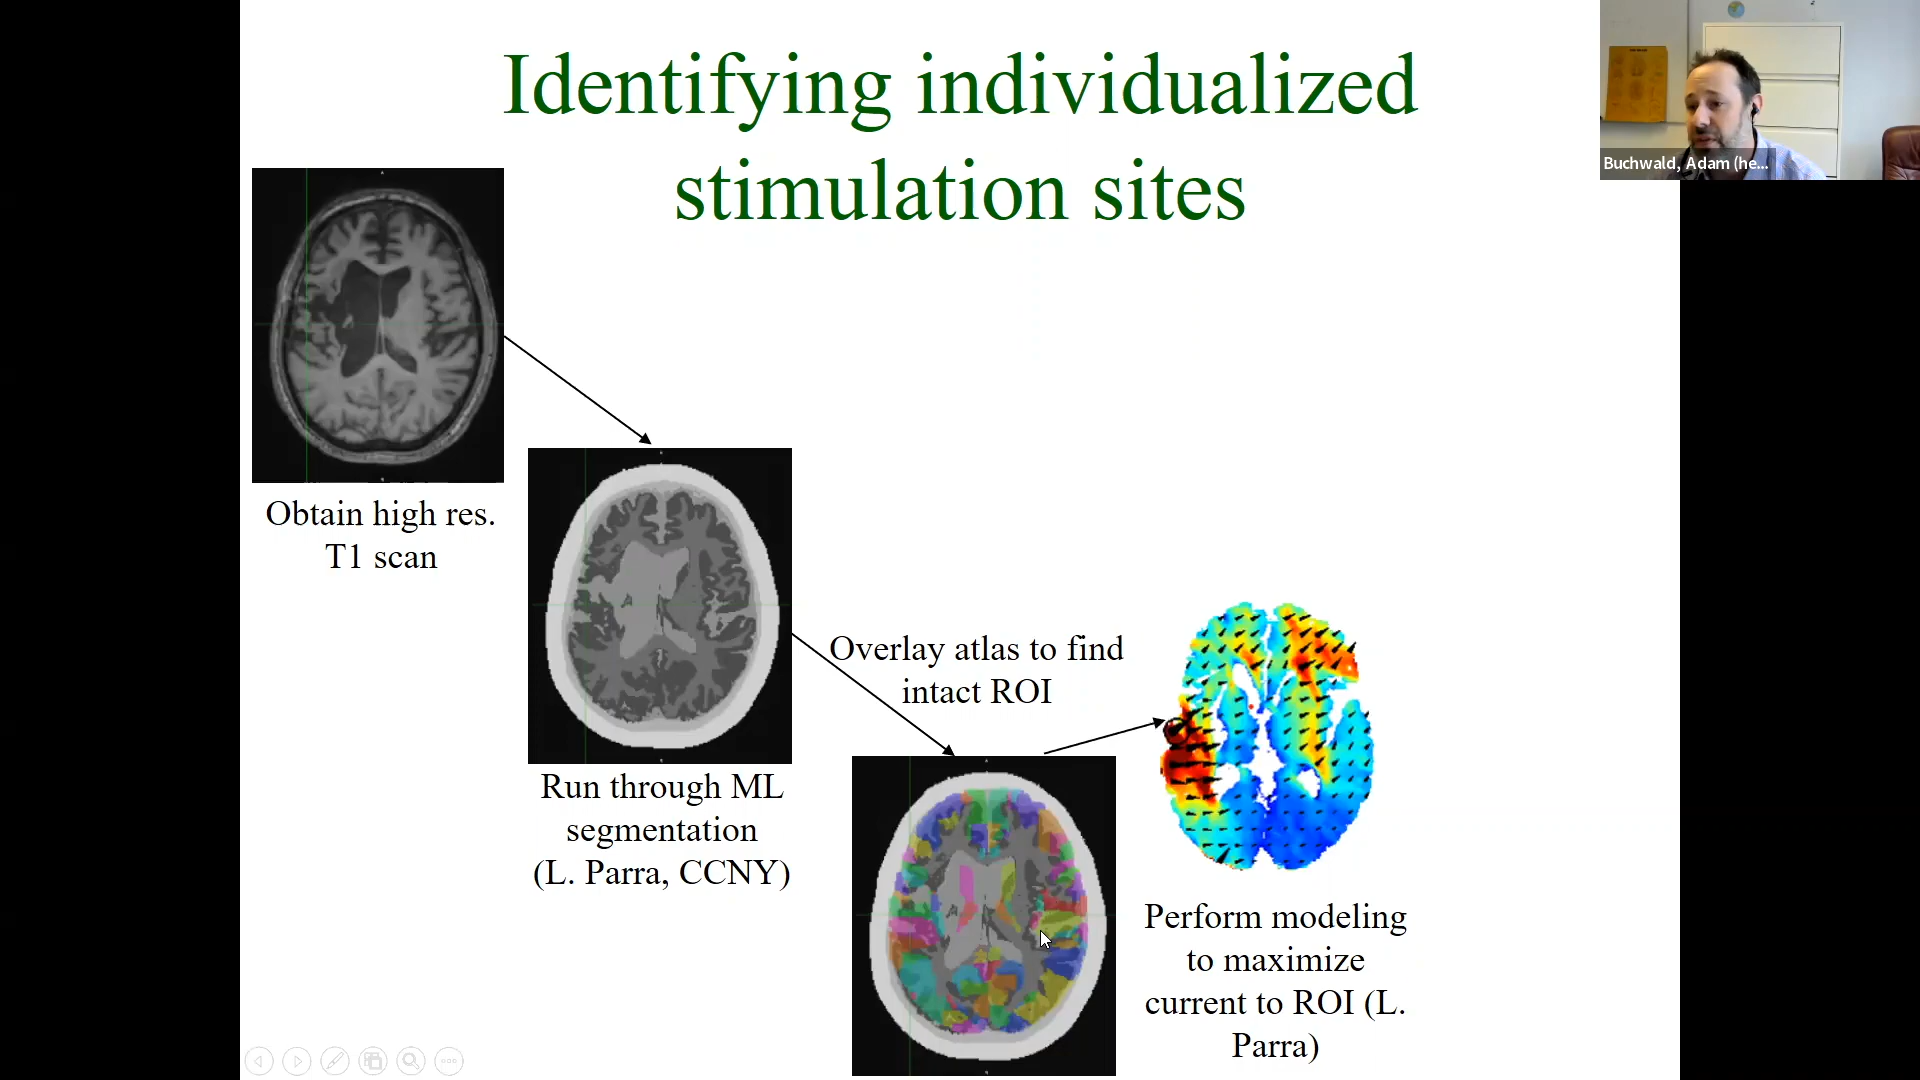 Identifying individualized
stimulation sites
Buchwald, Adam (he...
Obtain high res.
T1 scan
Run through ML
segmentation
(L. Parra, CCNY)
Overlay atlas to find
intact ROI
Perform modeling
to maximize
current to ROI (L.
Parra)